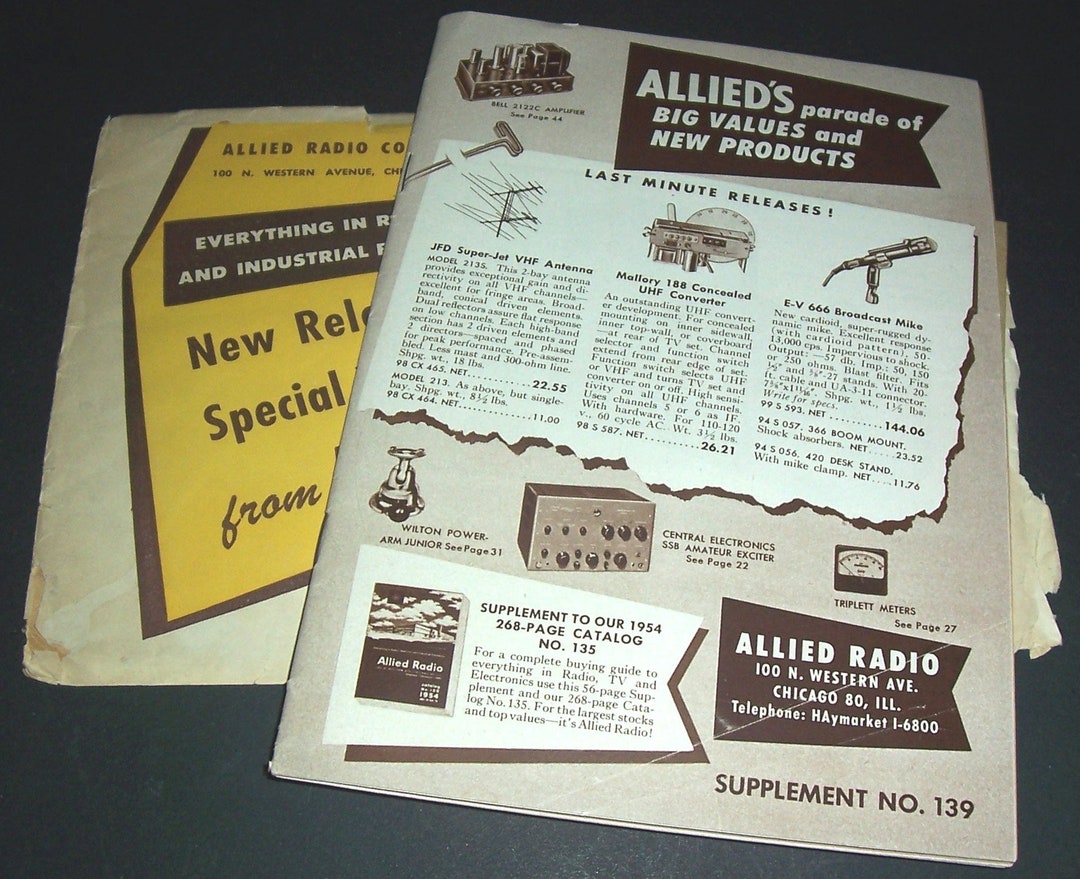 ALLIED RADIO CO
100 N. WESTERN AVENUE, CH
EVERYTHING IN R
AND INDUSTRIAL
New Rel
Special
from
BELL 2122C AMPLIFIER
See Page 44
ALLIED'S parade of
BIG VALUES and
NEW PRODUCTS
LAST MINUTE RELEASES!
JFD Super-Jet VHF Antenna
MODEL 213S. This 2-bay antenna
provides exceptional gain and di-
rectivity on all VHF channels—
excellent for fringe areas. Broad-
band, conical driven elements.
Dual reflectors assure flat response
on low channels. Each high-band
section has 2 driven elements and
2 directors—spaced and phased
for peak performance. Pre-assem-
bled. Less mast and 300-ohm line.
Shpg. wt., 18 lbs.
98 CX 465. NET 22.55
MODEL 213. As above, but single-
bay. Shpg. wt., 8½ lbs.
98 CX 464. NET 11.00
Mallory 188 Concealed
UHF Converter
An outstanding UHF convert-
er development. For concealed
mounting on inner sidewall,
inner top-wall or coverboard
—at rear of TV set. Channel
selector and function switch
extend from edge of set.
Function switch selects UHF
or VHF and turns TV set and
converter on or off. High sensi-
tivity on all UHF channels.
Uses channels 5 or 6 as IF.
With hardware. For 110-120
v., 60 cycle AC. Wt. 3½ lbs.
98 S 587. NET 26.21
E-V 666 Broadcast Mike
New cardioid, super-rugged dy-
namic mike. Excellent response
(with cardioid pattern), 50-
13,000 cps. Impervious to shock.
Output: —57 db. Imp.: 50, 150
or 250 ohms. Blast filter. Fits
½" and ⅝"-27 stands. With 20-
ft. cable and UA-3-11 connector.
Shpg. wt., 1½ lbs.
Write for specs.
99 S 593. NET 144.06
94 S 057. 366 BOOM MOUNT.
Shock absorbers. NET 23.52
94 S 056. 420 DESK STAND.
With mike clamp. NET 11.76
WILTON POWER-
ARM JUNIOR See Page 31
CENTRAL ELECTRONICS
SSB AMATEUR EXCITER
See Page 22
TRIPLETT METERS
See Page 27
Allied Radio
1954
SUPPLEMENT TO OUR 1954
268-PAGE CATALOG
NO. 135
For a complete buying guide to
everything in Radio, TV and
Electronics use this 56-page Sup-
plement and our 268-page Cata-
log No. 135. For the largest stocks
and top values—it's Allied Radio!
ALLIED RADIO
100 N. WESTERN AVE.
CHICAGO 80, ILL.
Telephone: HAymarket 1-6800
SUPPLEMENT NO. 139